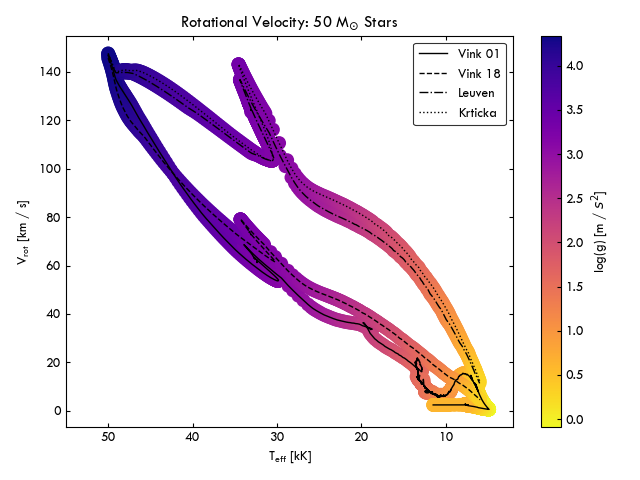 Rotational Velocity: 50 M⊙ Stars
Vink 01
Vink 18
Leuven
Krticka
140
120
100
80
60
40
20
0
V_rot [km / s]
50 40 30 20 10
T_eff [kK]
4.0
3.5
3.0
2.5
2.0
1.5
1.0
0.5
0.0
log(g) [m / s²]